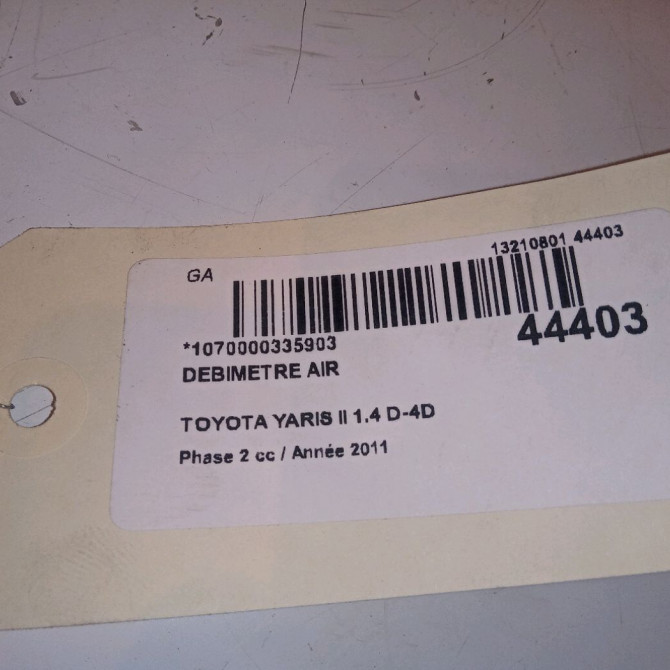 GA
13210801 44403
44403
*1070000335903
DEBIMETRE AIR
TOYOTA YARIS II 1.4 D-4D
Phase 2 cc / Année 2011